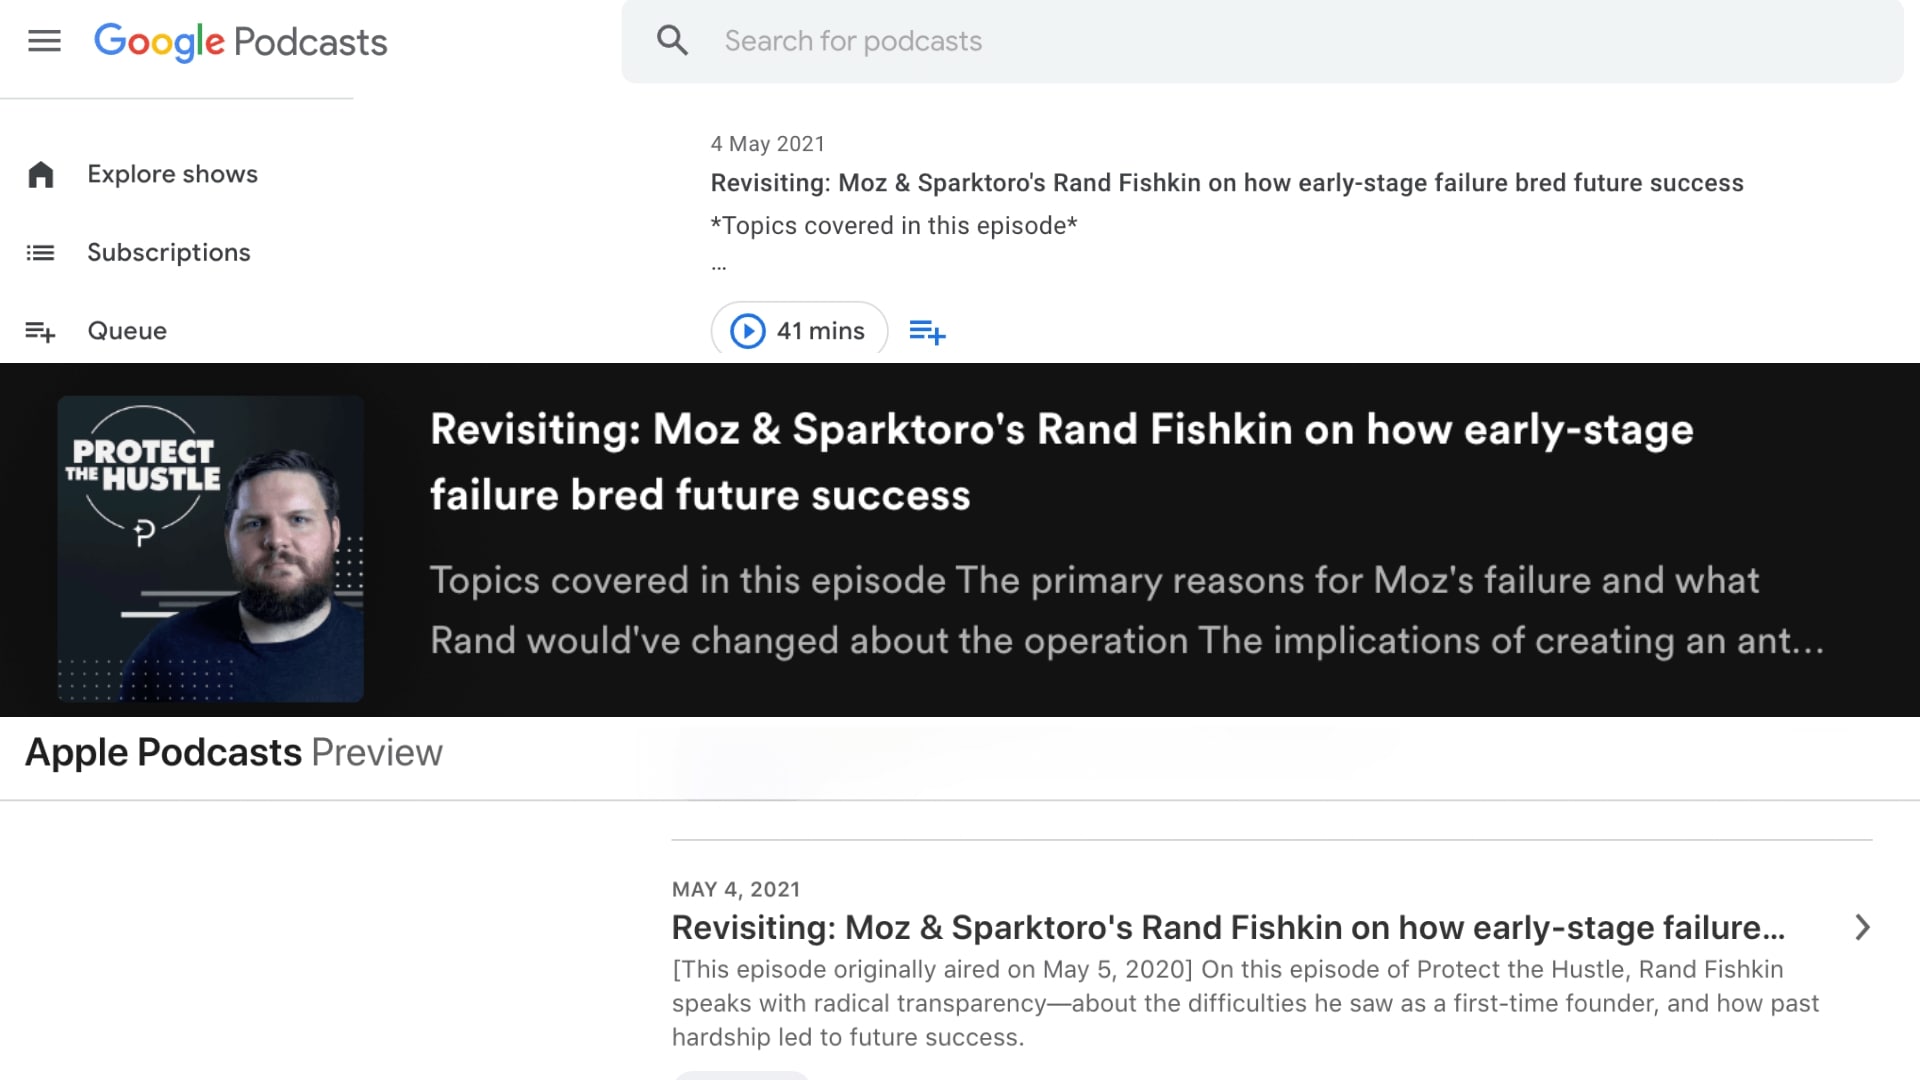 Google Podcasts
Search for podcasts
Explore shows
Subscriptions
Queue
4 May 2021
Revisiting: Moz & Sparktoro's Rand Fishkin on how early-stage failure bred future success
*Topics covered in this episode*
...
41 mins
PROTECT
THE HUSTLE
P
Revisiting: Moz & Sparktoro's Rand Fishkin on how early-stage
failure bred future success
Topics covered in this episode The primary reasons for Moz's failure and what
Rand would've changed about the operation The implications of creating an ant...
Apple Podcasts Preview
MAY 4, 2021
Revisiting: Moz & Sparktoro's Rand Fishkin on how early-stage failure...
[This episode originally aired on May 5, 2020] On this episode of Protect the Hustle, Rand Fishkin
speaks with radical transparency—about the difficulties he saw as a first-time founder, and how past
hardship led to future success.